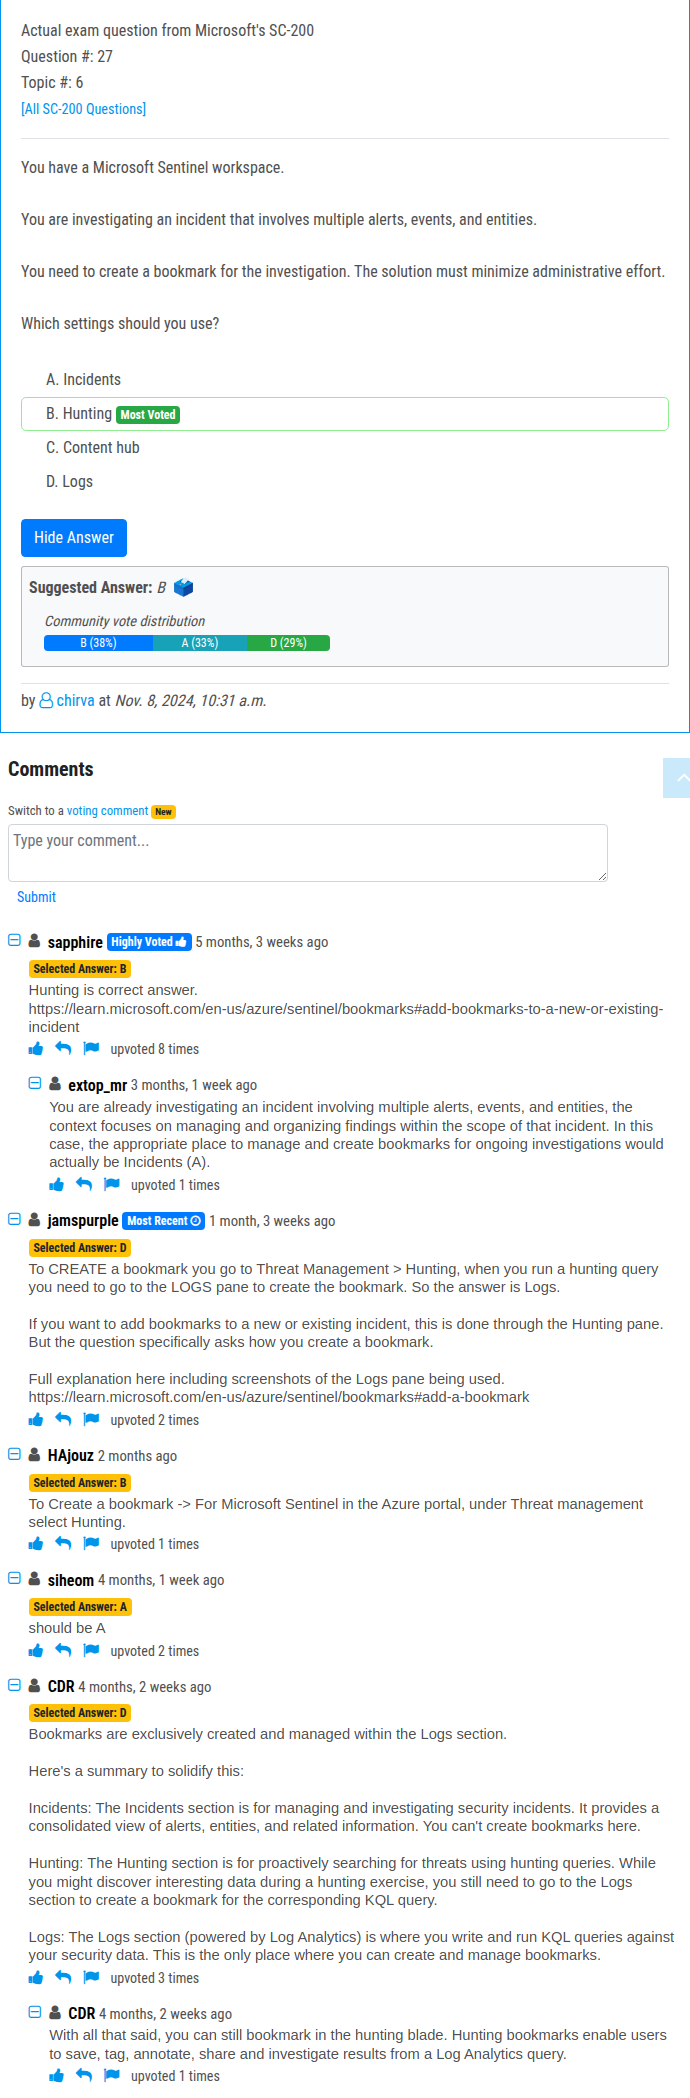 Actual exam question from Microsoft's SC-200
Question #: 27
Topic #: 6
[All SC-200 Questions]
You have a Microsoft Sentinel workspace.
You are investigating an incident that involves multiple alerts, events, and entities.
You need to create a bookmark for the investigation. The solution must minimize administrative effort.
Which settings should you use?
A. Incidents
B. Hunting Most Voted
C. Content hub
D. Logs
Hide Answer
Suggested Answer: B
Community vote distribution
B (38%) A (33%) D (29%)
by chirva at Nov. 8, 2024, 10:31 a.m.
Comments
Switch to a voting comment New
Type your comment...
Submit
sapphire Highly Voted 5 months, 3 weeks ago
Selected Answer: B
Hunting is correct answer.
https://learn.microsoft.com/en-us/azure/sentinel/bookmarks#add-bookmarks-to-a-new-or-existing-
incident
upvoted 8 times
extop_mr 3 months, 1 week ago
You are already investigating an incident involving multiple alerts, events, and entities, the
context focuses on managing and organizing findings within the scope of that incident. In this
case, the appropriate place to manage and create bookmarks for ongoing investigations would
actually be Incidents (A).
upvoted 1 times
jamspurple Most Recent 1 month, 3 weeks ago
Selected Answer: D
To CREATE a bookmark you go to Threat Management > Hunting, when you run a hunting query
you need to go to the LOGS pane to create the bookmark. So the answer is Logs.
If you want to add bookmarks to a new or existing incident, this is done through the Hunting pane.
But the question specifically asks how you create a bookmark.
Full explanation here including screenshots of the Logs pane being used.
https://learn.microsoft.com/en-us/azure/sentinel/bookmarks#add-a-bookmark
upvoted 2 times
HAjouz 2 months ago
Selected Answer: B
To Create a bookmark -> For Microsoft Sentinel in the Azure portal, under Threat management
select Hunting.
upvoted 1 times
siheom 4 months, 1 week ago
Selected Answer: A
should be A
upvoted 2 times
CDR 4 months, 2 weeks ago
Selected Answer: D
Bookmarks are exclusively created and managed within the Logs section.
Here's a summary to solidify this:
Incidents: The Incidents section is for managing and investigating security incidents. It provides a
consolidated view of alerts, entities, and related information. You can't create bookmarks here.
Hunting: The Hunting section is for proactively searching for threats using hunting queries. While
you might discover interesting data during a hunting exercise, you still need to go to the Logs
section to create a bookmark for the corresponding KQL query.
Logs: The Logs section (powered by Log Analytics) is where you write and run KQL queries against
your security data. This is the only place where you can create and manage bookmarks.
upvoted 3 times
CDR 4 months, 2 weeks ago
With all that said, you can still bookmark in the hunting blade. Hunting bookmarks enable users
to save, tag, annotate, share and investigate results from a Log Analytics query.
upvoted 1 times